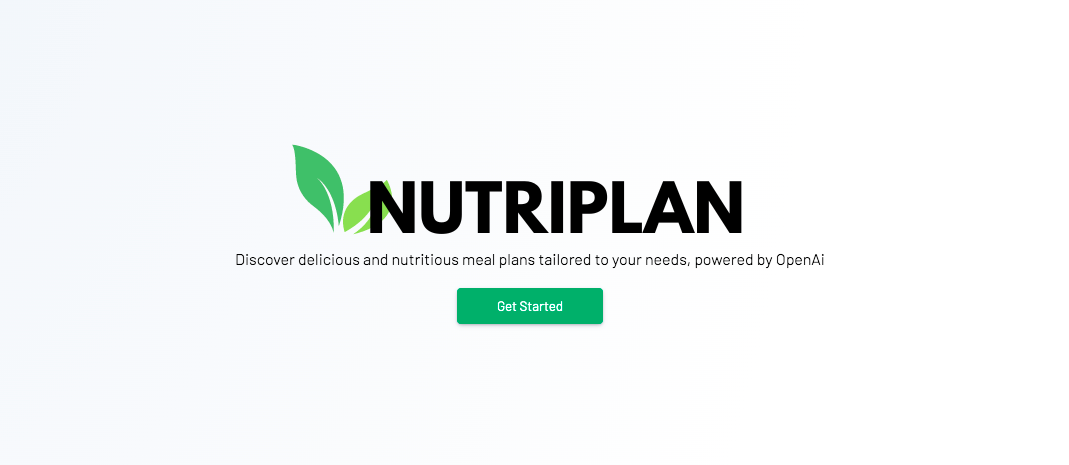 NUTRIPLAN
Discover delicious and nutritious meal plans tailored to your needs, powered by OpenAi
Get Started